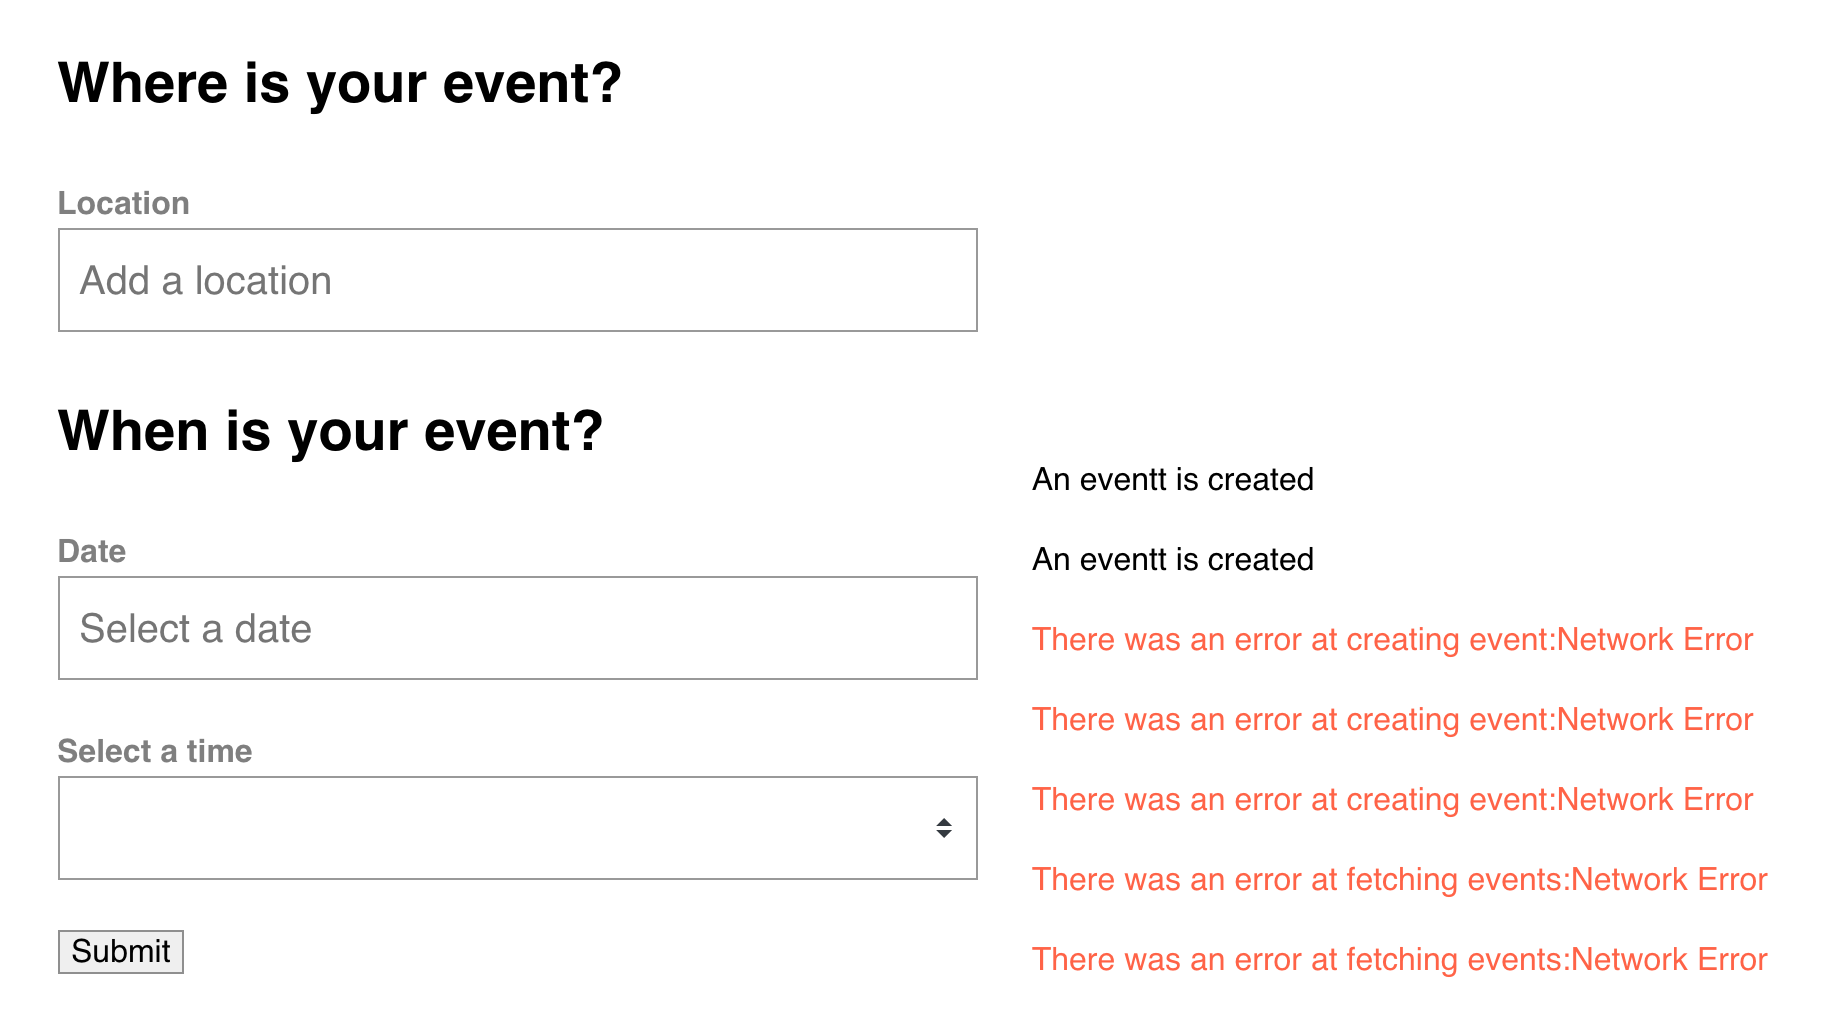 Where is your event?
Location
Add a location
When is your event?
Date
Select a date
Select a time
Submit
An eventt is created
An eventt is created
There was an error at creating event:Network Error
There was an error at creating event:Network Error
There was an error at creating event:Network Error
There was an error at fetching events:Network Error
There was an error at fetching events:Network Error